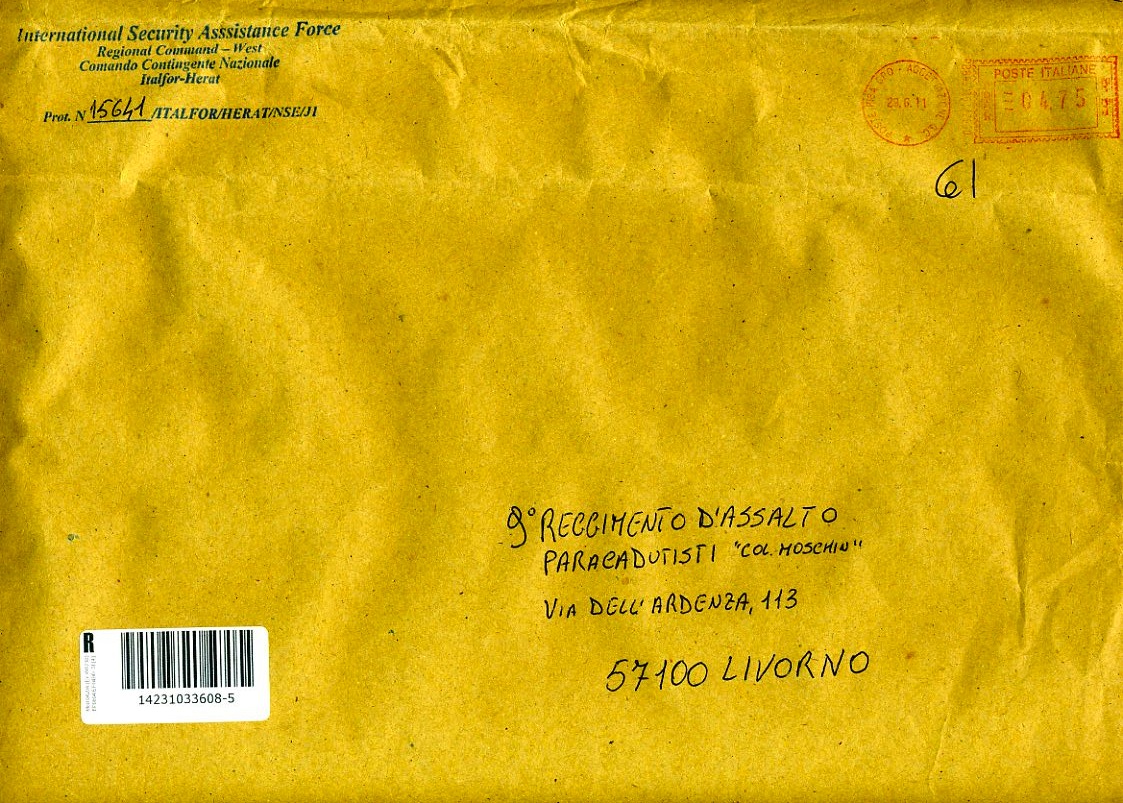 International Security Asssistance Force
Regional Command – West
Comando Contingente Nazionale
Italfor-Herat
Prot. N 15641 /ITALFOR/HERAT/NSE/J1
23.6.11
POSTE ITALIANE
0475
61
9° REGGIMENTO D'ASSALTO
PARACADUTISTI "COL. MOSCHIN"
VIA DELL'ARDENZA, 113
57100 LIVORNO
R
14231033608-5